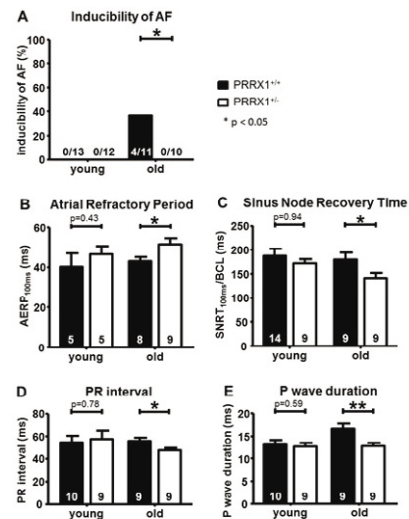 A
Inducibility of AF
*
Inducibility of AF (%)
100
80
60
40
20
0
0/13
0/12
4/11
0/10
young
old
PRRX1+/+
PRRX1+/-
* p < 0.05
B
Atrial Refractory Period
p=0.43
*
AERP100ms (ms)
60
40
20
0
5
5
8
9
young
old
C
Sinus Node Recovery Time
p=0.94
*
SNRT100ms/BCL (ms)
250
200
150
100
50
0
14
9
9
9
young
old
D
PR interval
p=0.78
*
PR interval (ms)
80
60
40
20
0
10
9
9
9
young
old
E
P wave duration
p=0.59
**
P wave duration (ms)
20
15
10
5
0
10
9
9
9
young
old